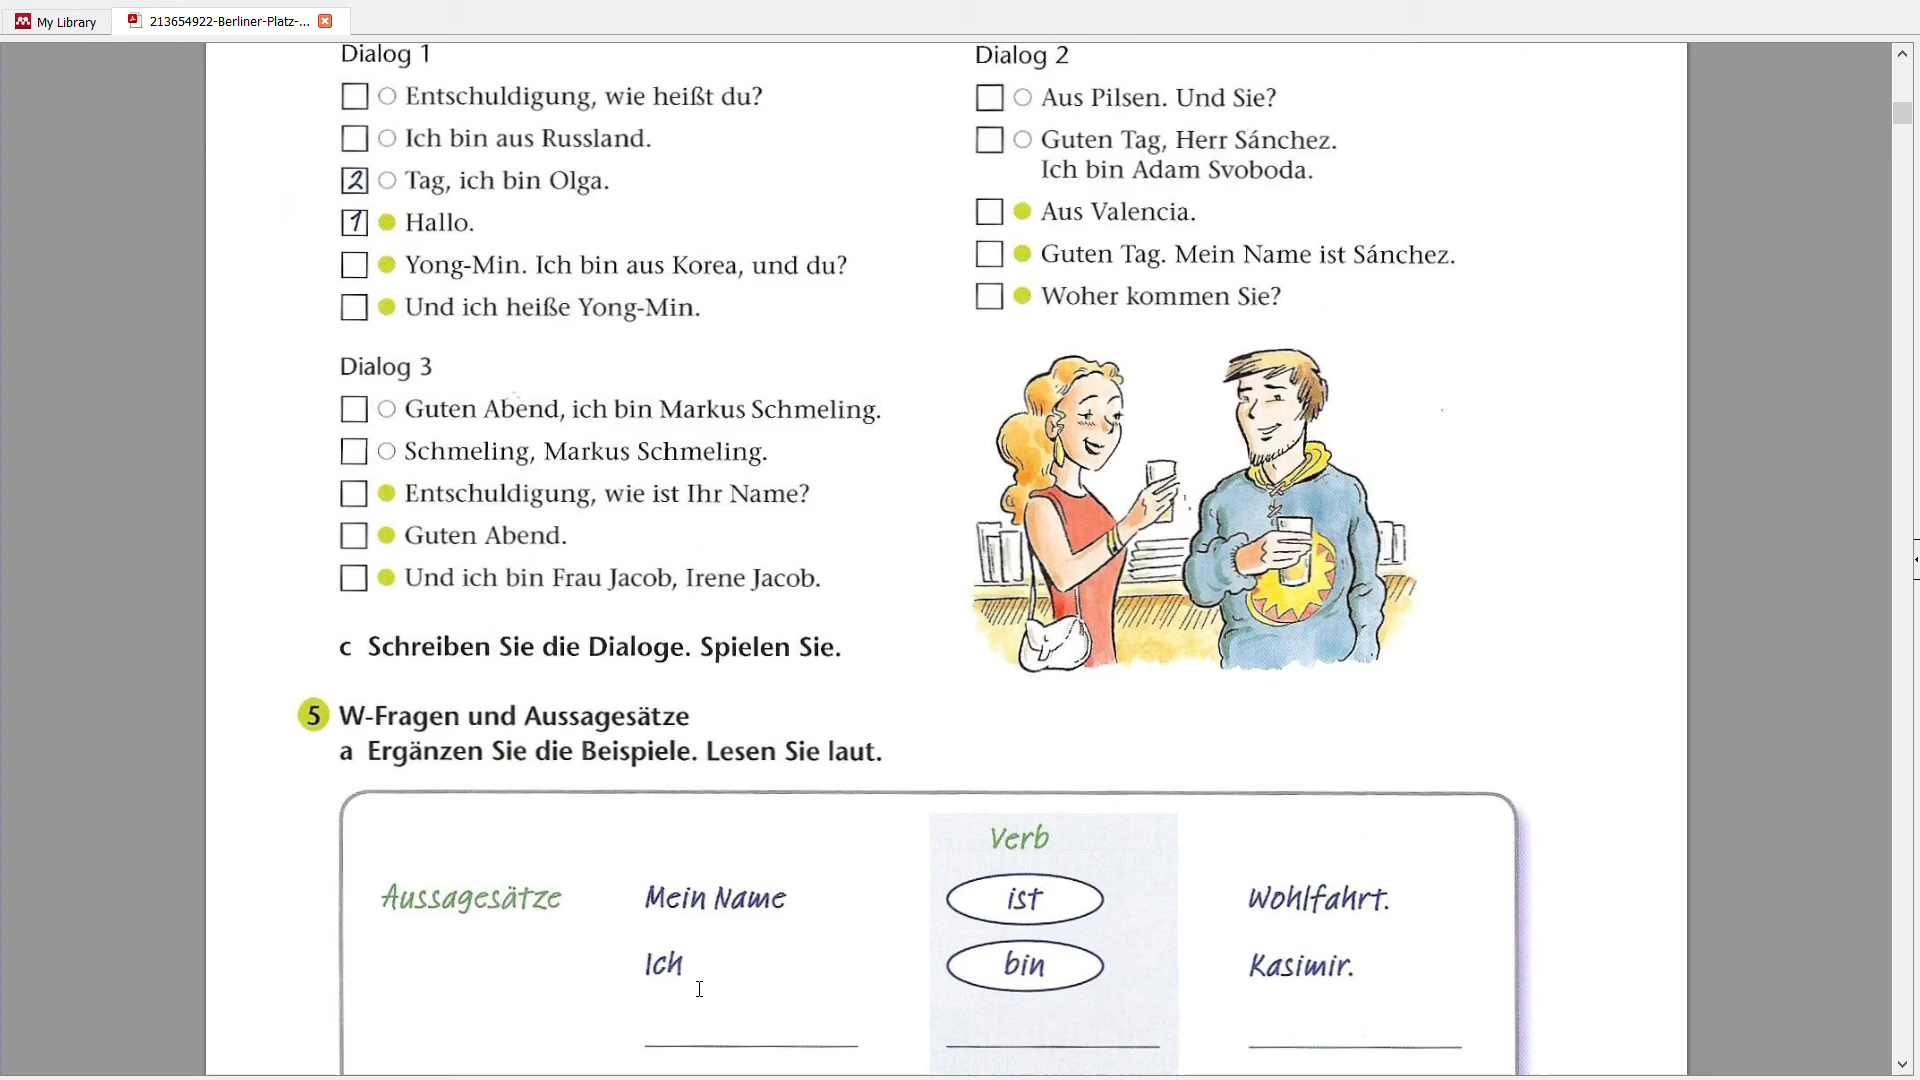 My Library
213654922-Berliner-Platz-...
Dialog 1
Entschuldigung, wie heißt du?
Ich bin aus Russland.
2 Tag, ich bin Olga.
1 Hallo.
Yong-Min. Ich bin aus Korea, und du?
Und ich heiße Yong-Min.
Dialog 2
Aus Pilsen. Und Sie?
Guten Tag, Herr Sánchez.
Ich bin Adam Svoboda.
Aus Valencia.
Guten Tag. Mein Name ist Sánchez.
Woher kommen Sie?
Dialog 3
Guten Abend, ich bin Markus Schmeling.
Schmeling, Markus Schmeling.
Entschuldigung, wie ist Ihr Name?
Guten Abend.
Und ich bin Frau Jacob, Irene Jacob.
c Schreiben Sie die Dialoge. Spielen Sie.
5 W-Fragen und Aussagesätze
a Ergänzen Sie die Beispiele. Lesen Sie laut.
Verb
Aussagesätze Mein Name ist Wohlfahrt.
Ich bin Kasimir.